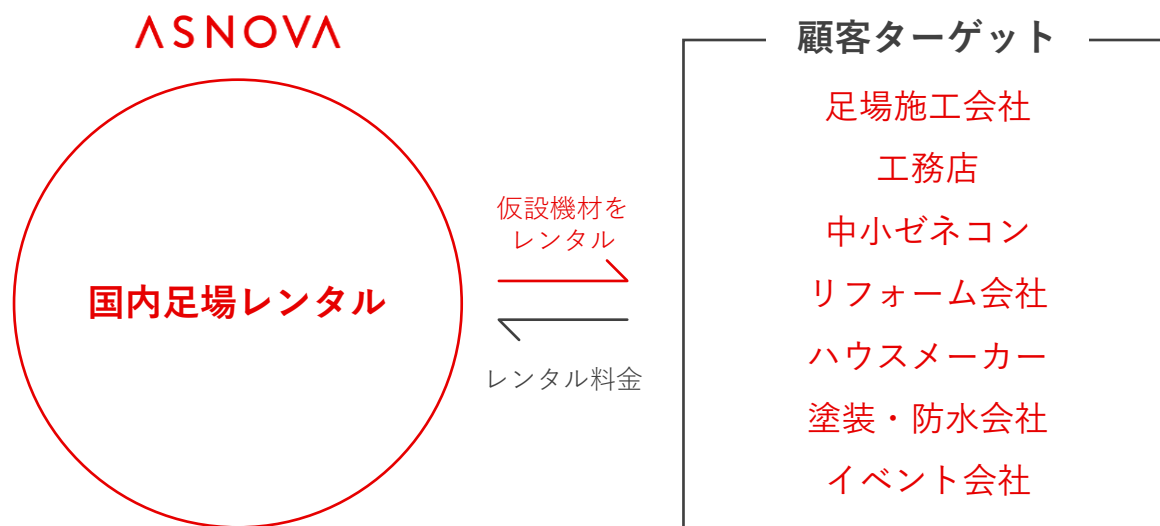 ASNOVA
国内足場レンタル
仮設機材を
レンタル
レンタル料金
顧客ターゲット
足場施工会社
工務店
中小ゼネコン
リフォーム会社
ハウスメーカー
塗装・防水会社
イベント会社